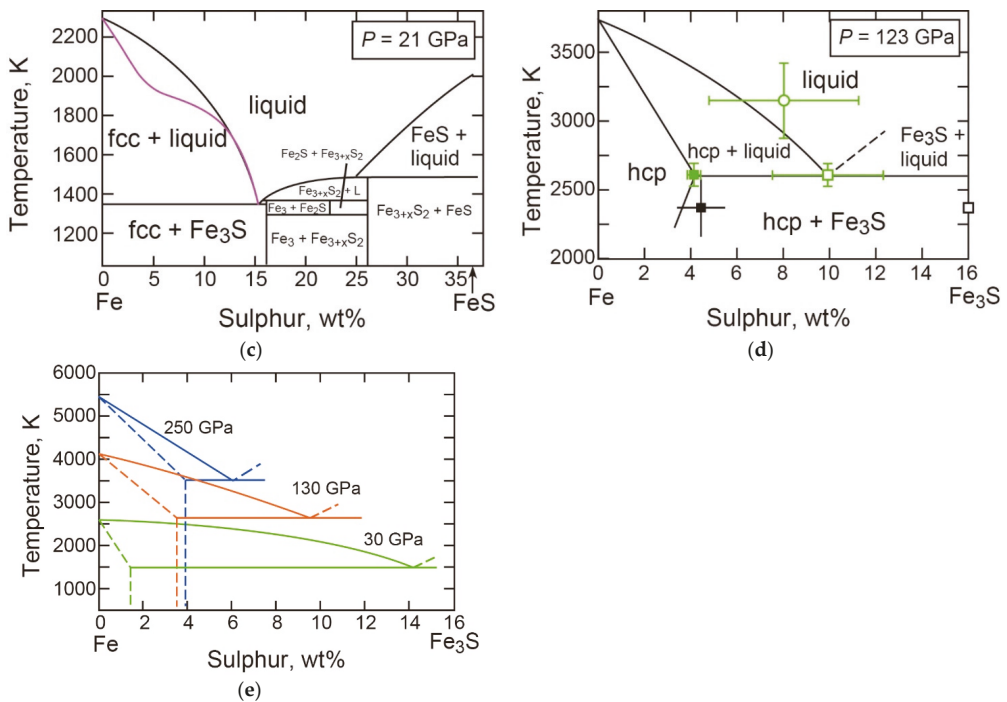 2200
2000
1800
1600
1400
1200
Temperature, K
P = 21 GPa
liquid
fcc + liquid
FeS +
liquid
Fe₂S + Fe₃₊ₓS₂
Fe₃₊ₓS₂ + L
Fe₃ + Fe₂S
Fe₃₊ₓS₂ + FeS
fcc + Fe₃S
Fe₃ + Fe₃₊ₓS₂
0 5 10 15 20 25 30 35
Fe
FeS
Sulphur, wt%
(c)
3750
3000
2500
2000
Temperature, K
P = 123 GPa
liquid
Fe₃S +
liquid
hcp + liquid
hcp
hcp + Fe₃S
0 2 4 6 8 10 12 14 16
Fe
Fe₃S
Sulphur, wt%
(d)
6000
5000
4000
3000
2000
1000
Temperature, K
250 GPa
130 GPa
30 GPa
0 2 4 6 8 10 12 14 16
Fe
Fe₃S
Sulphur, wt%
(e)